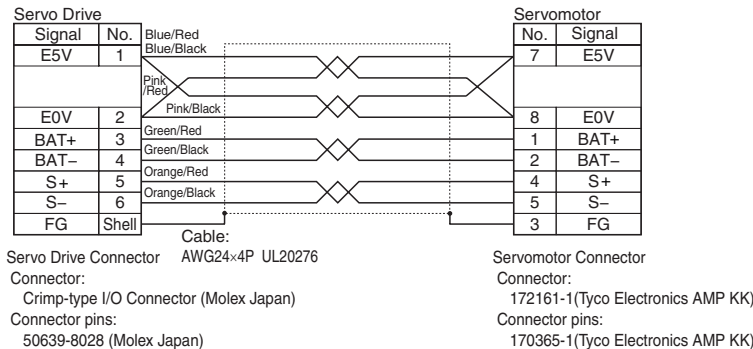 Servo Drive Servomotor
Signal No. Blue/Red No. Signal
Blue/Black
E5V 1 7 E5V
Pink
/Red
Pink/Black
E0V 2 8 E0V
Green/Red
BAT+ 3 1 BAT+
Green/Black
BAT− 4 2 BAT−
Orange/Red
S+ 5 4 S+
Orange/Black
S− 6 5 S−
FG Shell 3 FG
Cable:
Servo Drive Connector AWG24×4P UL20276 Servomotor Connector
Connector: Connector:
Crimp-type I/O Connector (Molex Japan) 172161-1(Tyco Electronics AMP KK)
Connector pins: Connector pins:
50639-8028 (Molex Japan) 170365-1(Tyco Electronics AMP KK)